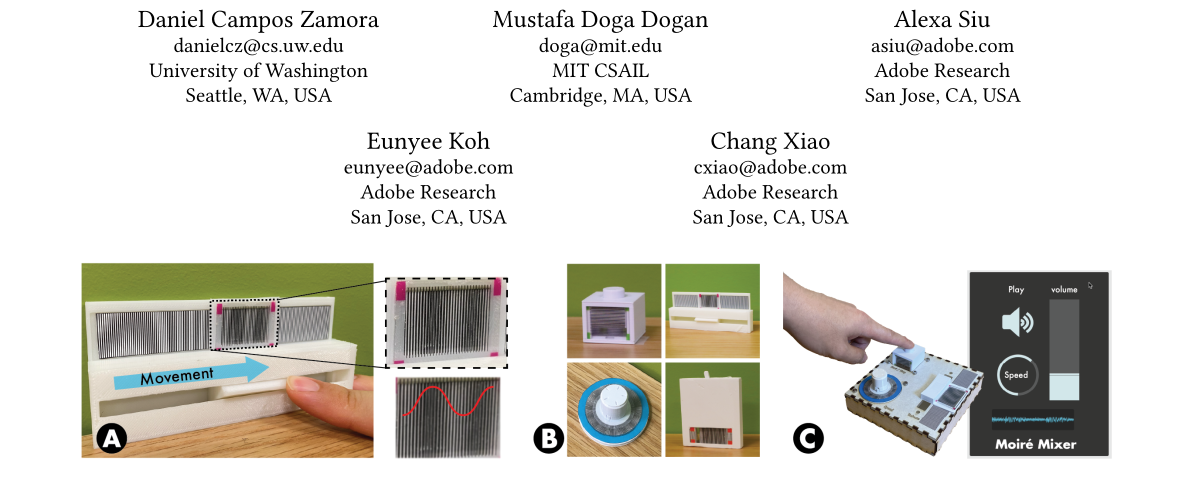 Daniel Campos Zamora
danielcz@cs.uw.edu
University of Washington
Seattle, WA, USA
Mustafa Doga Dogan
doga@mit.edu
MIT CSAIL
Cambridge, MA, USA
Alexa Siu
asiu@adobe.com
Adobe Research
San Jose, CA, USA
Eunyee Koh
eunyee@adobe.com
Adobe Research
San Jose, CA, USA
Chang Xiao
cxiao@adobe.com
Adobe Research
San Jose, CA, USA
Movement
A
B
C
Play
volume
Speed
Moiré Mixer